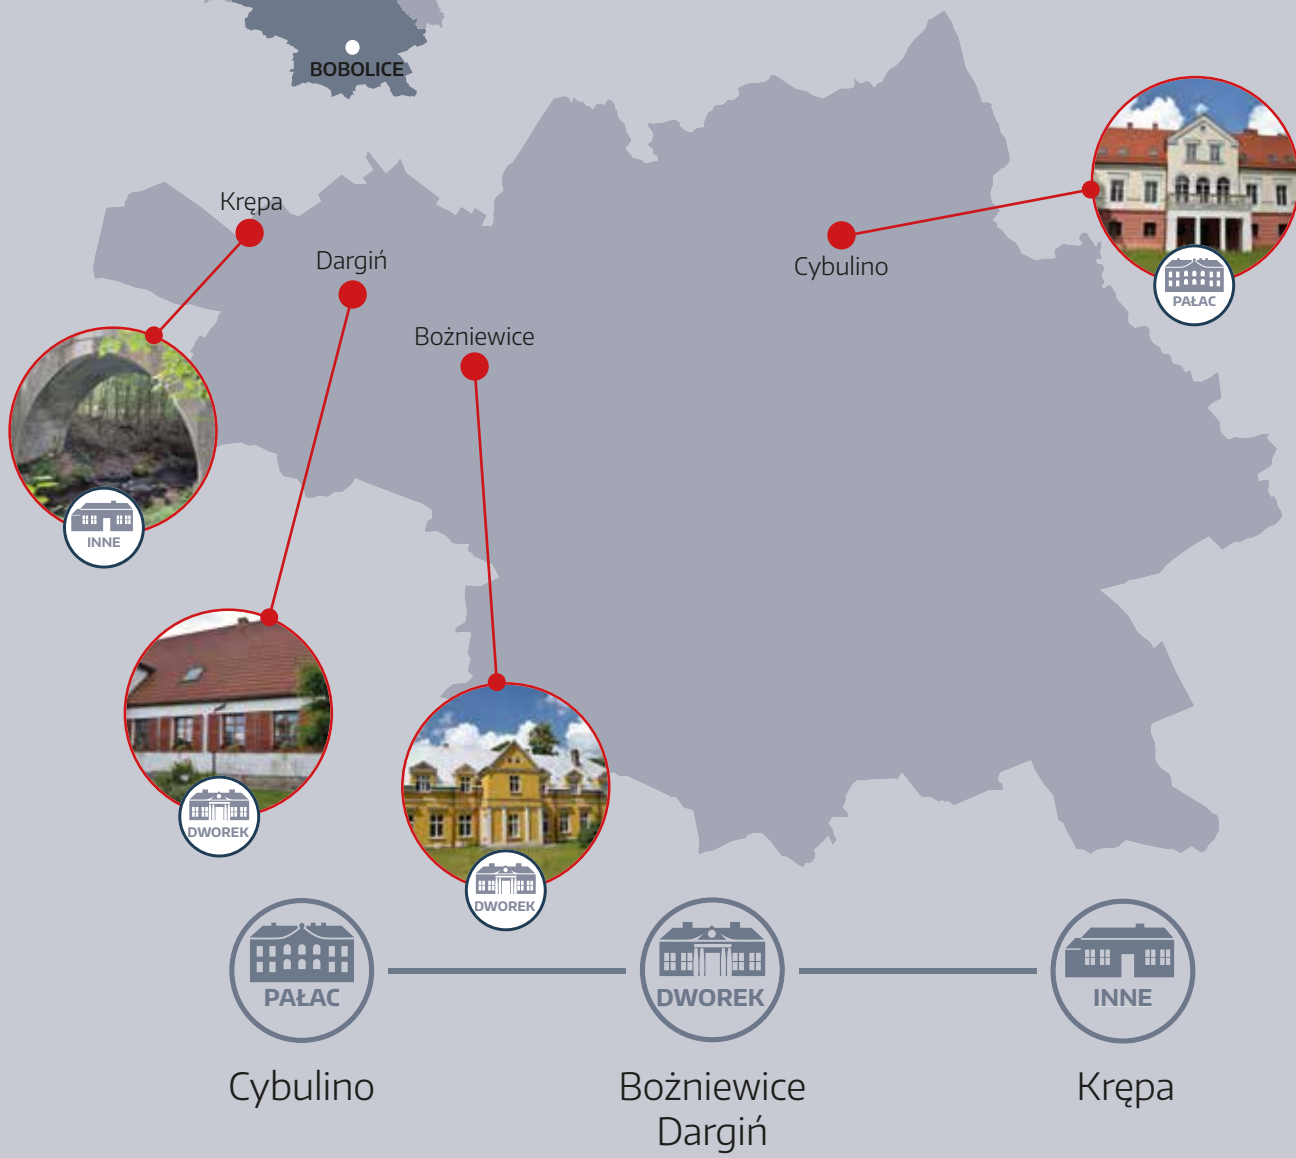 BOBOLICE
Krępa
Dargiń
Bożniewice
Cybulino
PAŁAC
INNE
DWOREK
DWOREK
PAŁAC
DWOREK
INNE
Cybulino
Bożniewice
Dargiń
Krępa